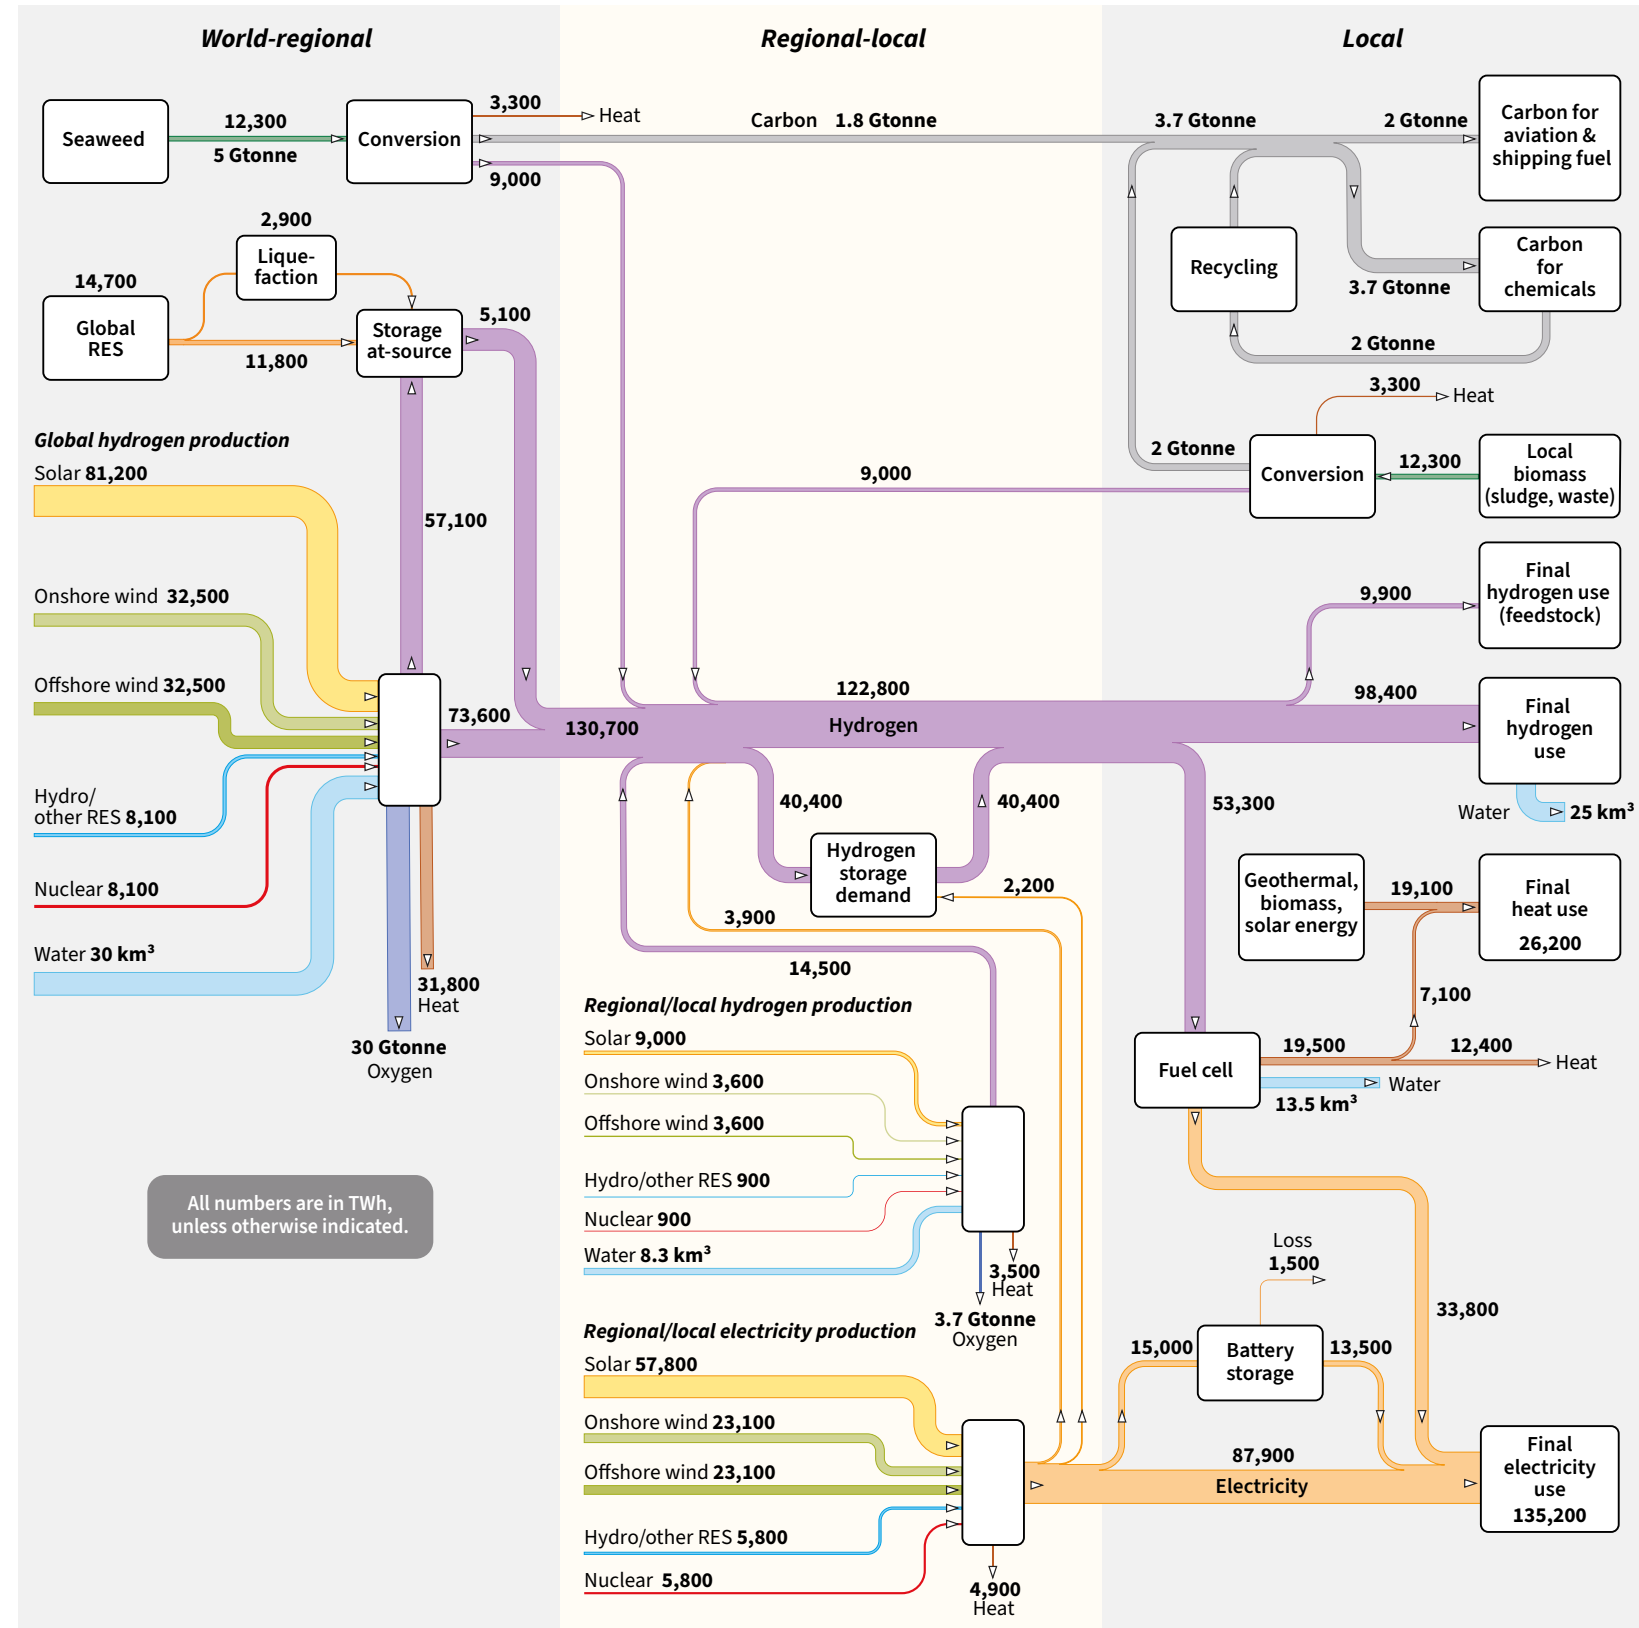 World-regional
Regional-local
Local
Seaweed
12,300
5 Gtonne
Conversion
3,300
Heat
9,000
Carbon 1.8 Gtonne
3.7 Gtonne
2 Gtonne
Carbon for
aviation &
shipping fuel
Recycling
3.7 Gtonne
Carbon
for
chemicals
2 Gtonne
14,700
Global
RES
2,900
Lique-
faction
11,800
Storage
at-source
5,100
3,300
Heat
2 Gtonne
Conversion
12,300
Local
biomass
(sludge, waste)
9,000
Global hydrogen production
Solar 81,200
Onshore wind 32,500
Offshore wind 32,500
Hydro/
other RES 8,100
Nuclear 8,100
Water 30 km³
57,100
73,600
31,800
Heat
30 Gtonne
Oxygen
130,700
122,800
Hydrogen
9,900
Final
hydrogen use
(feedstock)
98,400
Final
hydrogen
use
Water 25 km³
40,400
40,400
Hydrogen
storage
demand
2,200
3,900
14,500
53,300
Geothermal,
biomass,
solar energy
19,100
Final
heat use
26,200
7,100
Fuel cell
19,500
12,400
Heat
Water
13.5 km³
Regional/local hydrogen production
Solar 9,000
Onshore wind 3,600
Offshore wind 3,600
Hydro/other RES 900
Nuclear 900
Water 8.3 km³
3,500
Heat
3.7 Gtonne
Oxygen
All numbers are in TWh,
unless otherwise indicated.
Regional/local electricity production
Solar 57,800
Onshore wind 23,100
Offshore wind 23,100
Hydro/other RES 5,800
Nuclear 5,800
4,900
Heat
Loss
1,500
15,000
Battery
storage
13,500
33,800
87,900
Electricity
Final
electricity
use
135,200